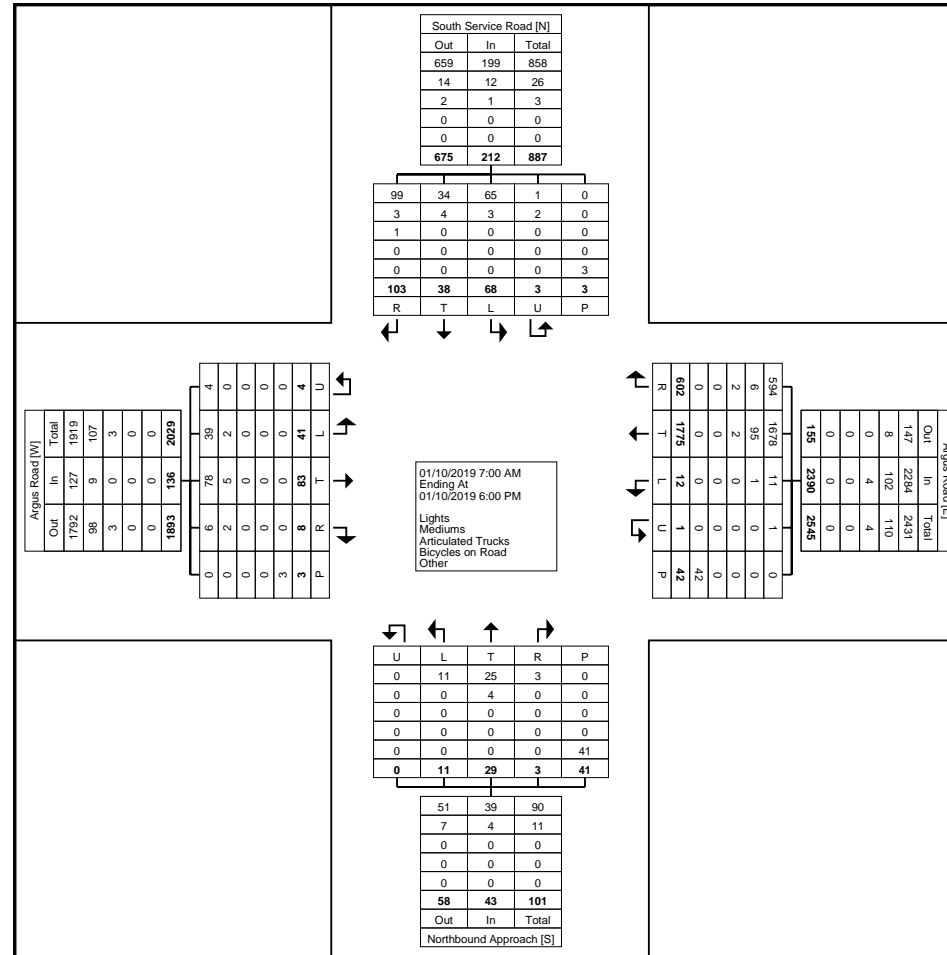 South Service Road [N]
Out In Total
659 199 858
14 12 26
2 1 3
0 0 0
0 0 0
675 212 887
99 34 65 1 0
3 4 3 2 0
1 0 0 0 0
0 0 0 0 0
0 0 0 0 3
103 38 68 3 3
R T L U P
Argus Road [W]
Total In Out
1919 127 1792
107 9 98
3 0 3
0 0 0
0 0 0
2029 136 1893
4 39 78 6 0
0 2 5 2 0
0 0 0 0 0
0 0 0 0 0
0 0 0 0 3
4 41 83 8 3
U L T R P
01/10/2019 7:00 AM
Ending At
01/10/2019 6:00 PM
Lights
Mediums
Articulated Trucks
Bicycles on Road
Other
Argus Road [E]
Out In Total
147 2284 2431
8 102 110
0 4 4
0 0 0
0 0 0
155 2390 2545
594 1678 11 1 0
6 95 1 0 0
2 2 0 0 0
0 0 0 0 0
0 0 0 0 42
602 1775 12 1 42
R T L U P
U L T R P
0 11 25 3 0
0 0 4 0 0
0 0 0 0 0
0 0 0 0 0
0 0 0 0 41
0 11 29 3 41
51 39 90
7 4 11
0 0 0
0 0 0
0 0 0
58 43 101
Out In Total
Northbound Approach [S]